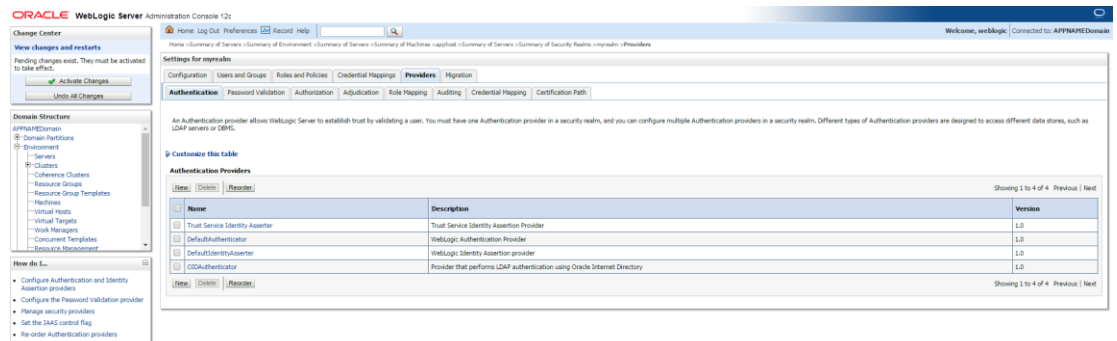 ORACLE WebLogic Server Administration Console 12c
Change Center
View changes and restarts
Pending changes exist. They must be activated
to take effect.
Activate Changes
Undo All Changes
Domain Structure
APPNAMEDomain
Domain Partitions
Environment
Servers
Clusters
Coherence Clusters
Resource Groups
Resource Group Templates
Machines
Virtual Hosts
Virtual Targets
Work Managers
Concurrent Templates
Resource Management
How do I...
Configure Authentication and Identity
Assertion providers
Configure the Password Validation provider
Manage security providers
Set the JAAS control flag
Re-order Authentication providers
Home Log Out Preferences Record Help
Welcome, weblogic Connected to: APPNAMEDomain
Home >Summary of Servers >Summary of Environment >Summary of Servers >Summary of Machines >apphost >Summary of Servers >Summary of Security Realms >myrealm >Providers
Settings for myrealm
Configuration Users and Groups Roles and Policies Credential Mappings Providers Migration
Authentication Password Validation Authorization Adjudication Role Mapping Auditing Credential Mapping Certification Path
An Authentication provider allows WebLogic Server to establish trust by validating a user. You must have one Authentication provider in a security realm, and you can configure multiple Authentication providers in a security realm. Different types of Authentication providers are designed to access different data stores, such as
LDAP servers or DBMS.
Customize this table
Authentication Providers
New Delete Reorder Showing 1 to 4 of 4 Previous | Next
Name Description Version
Trust Service Identity Asserter Trust Service Identity Assertion Provider 1.0
DefaultAuthenticator WebLogic Authentication Provider 1.0
DefaultIdentityAsserter WebLogic Identity Assertion provider 1.0
OIDAuthenticator Provider that performs LDAP authentication using Oracle Internet Directory 1.0
New Delete Reorder Showing 1 to 4 of 4 Previous | Next